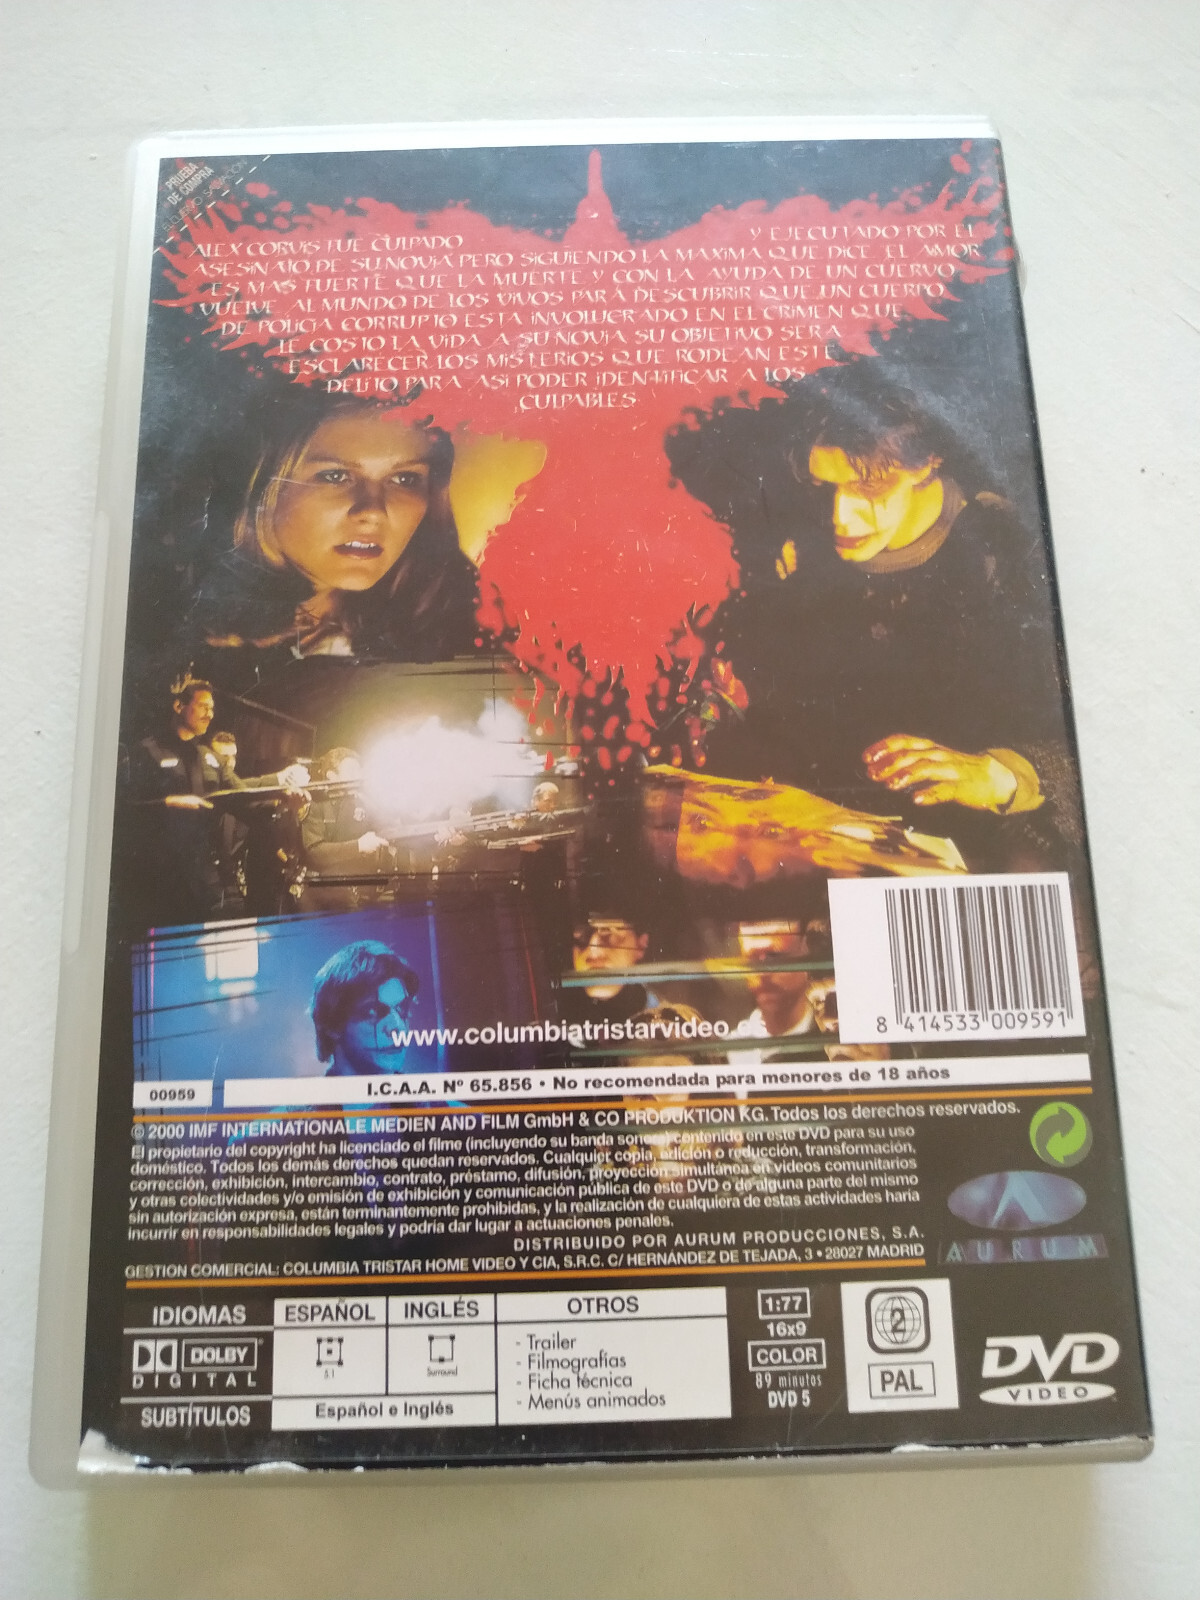 PRUEBA
DE COMPRA
EL CUERVO: SALVACIÓN
ALEX CORVIS FUE CULPADO Y EJECUTADO POR EL
ASESINATO DE SU NOVIA PERO SIGUIENDO LA MAXIMA QUE DICE EL AMOR
ES MAS FUERTE QUE LA MUERTE Y CON LA AYUDA DE UN CUERVO
VUELVE AL MUNDO DE LOS VIVOS PARA DESCUBRIR QUE UN CUERPO
DE POLICIA CORRUPTO ESTA INVOLUCRADO EN EL CRIMEN QUE
LE COSTO LA VIDA A SU NOVIA SU OBJETIVO SERA
ESCLARECER LOS MISTERIOS QUE RODEAN ESTE
DELITO PARA ASI PODER IDENTIFICAR A LOS
CULPABLES
www.columbiatristarvideo.es
8 414533 009591
00959
I.C.A.A. Nº 65.856 • No recomendada para menores de 18 años
© 2000 IMF INTERNATIONALE MEDIEN AND FILM GmbH & CO PRODUKTION KG. Todos los derechos reservados.
El propietario del copyright ha licenciado el filme (incluyendo su banda sonora) contenido en este DVD para su uso
doméstico. Todos los demás derechos quedan reservados. Cualquier copia, edición o reducción, transformación,
corrección, exhibición, intercambio, contrato, préstamo, difusión, proyección simultánea en videos comunitarios
y otras colectividades y/o emisión de exhibición y comunicación pública de este DVD o de alguna parte del mismo
sin autorización expresa, están terminantemente prohibidas, y la realización de cualquiera de estas actividades haría
incurrir en responsabilidades legales y podría dar lugar a actuaciones penales.
DISTRIBUIDO POR AURUM PRODUCCIONES, S.A.
GESTION COMERCIAL: COLUMBIA TRISTAR HOME VIDEO Y CIA, S.R.C. C/ HERNÁNDEZ DE TEJADA, 3 • 28027 MADRID
AURUM
IDIOMAS
ESPAÑOL
INGLÉS
OTROS
DOLBY
DIGITAL
5.1
Surround
- Trailer
- Filmografías
- Ficha técnica
- Menús animados
SUBTÍTULOS
Español e Inglés
1:77
16x9
COLOR
89 minutos
DVD 5
2
PAL
DVD
VIDEO